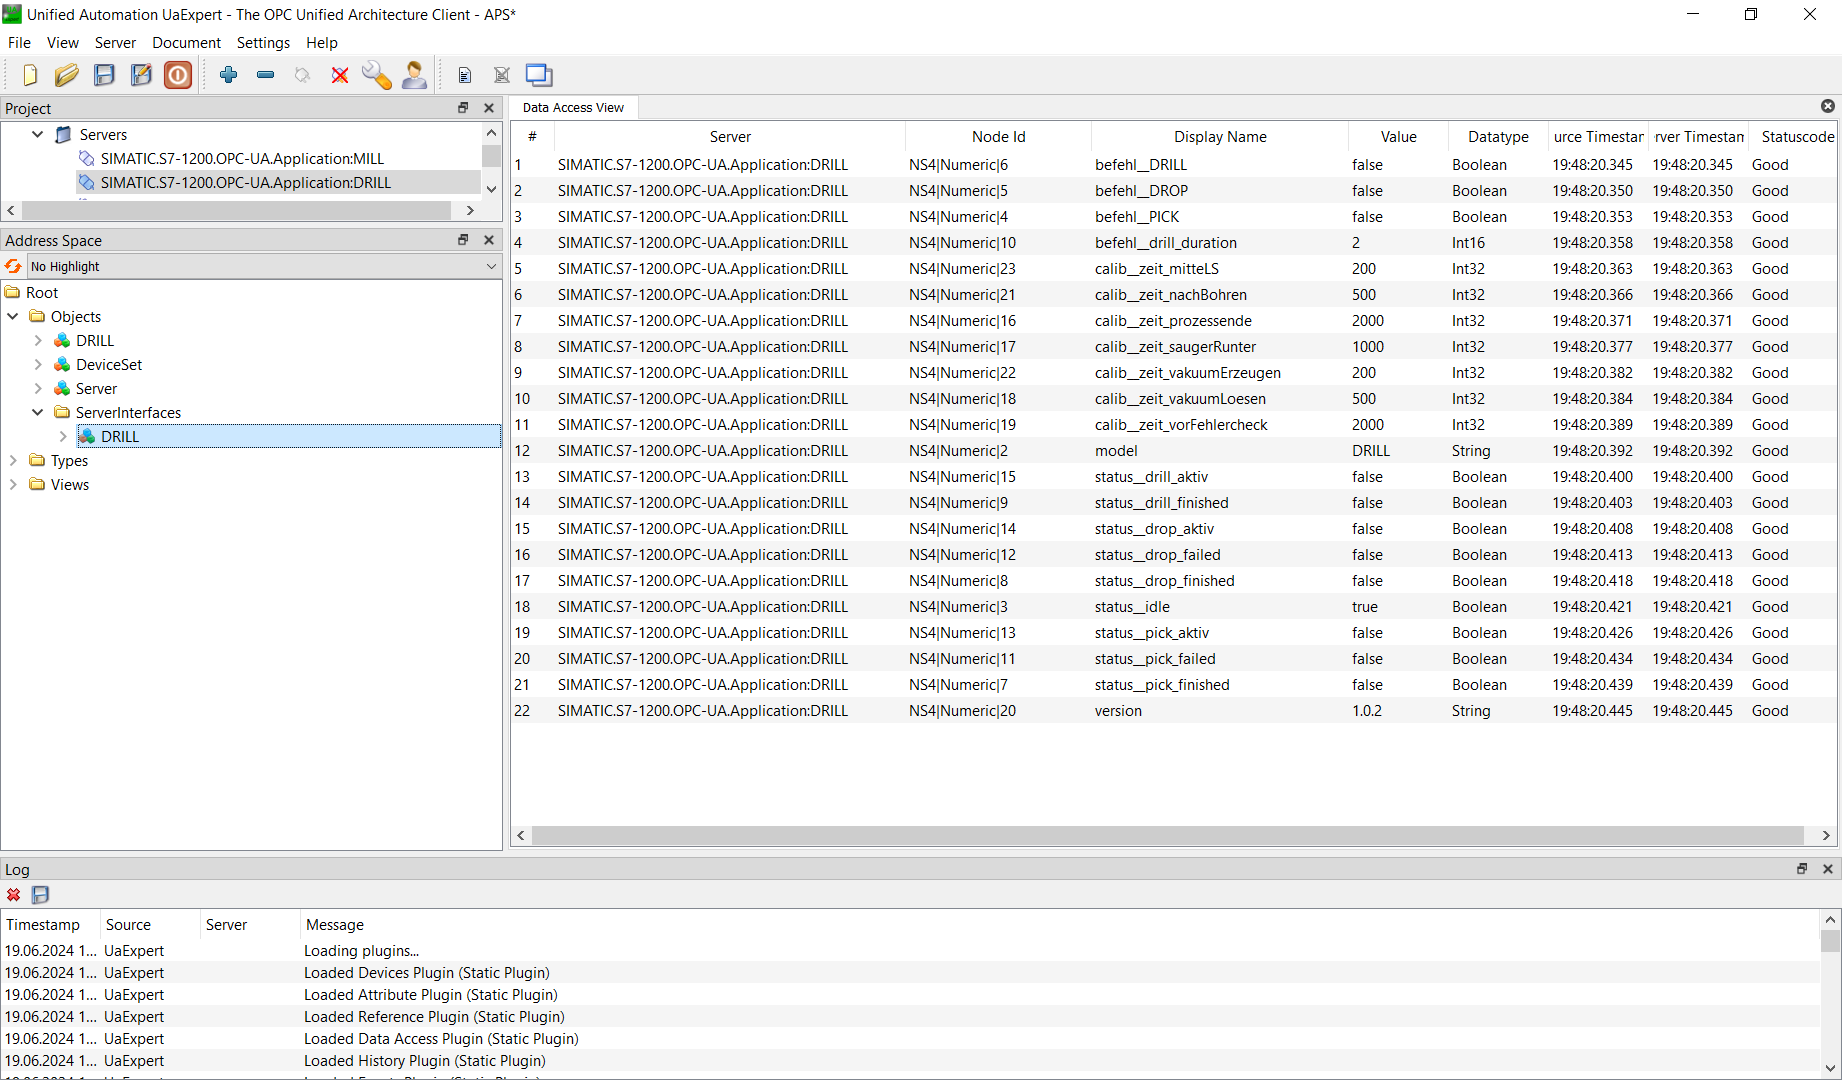 Unified Automation UaExpert - The OPC Unified Architecture Client - APS*
File View Server Document Settings Help
Project
Servers
SIMATIC.S7-1200.OPC-UA.Application:MILL
SIMATIC.S7-1200.OPC-UA.Application:DRILL
Address Space
No Highlight
Root
Objects
DRILL
DeviceSet
Server
ServerInterfaces
DRILL
Types
Views
Data Access View
# Server Node Id Display Name Value Datatype urce Timestar rver Timestan Statuscode
1 SIMATIC.S7-1200.OPC-UA.Application:DRILL NS4|Numeric|6 befehl__DRILL false Boolean 19:48:20.345 19:48:20.345 Good
2 SIMATIC.S7-1200.OPC-UA.Application:DRILL NS4|Numeric|5 befehl__DROP false Boolean 19:48:20.350 19:48:20.350 Good
3 SIMATIC.S7-1200.OPC-UA.Application:DRILL NS4|Numeric|4 befehl__PICK false Boolean 19:48:20.353 19:48:20.353 Good
4 SIMATIC.S7-1200.OPC-UA.Application:DRILL NS4|Numeric|10 befehl__drill_duration 2 Int16 19:48:20.358 19:48:20.358 Good
5 SIMATIC.S7-1200.OPC-UA.Application:DRILL NS4|Numeric|23 calib__zeit_mitteLS 200 Int32 19:48:20.363 19:48:20.363 Good
6 SIMATIC.S7-1200.OPC-UA.Application:DRILL NS4|Numeric|21 calib__zeit_nachBohren 500 Int32 19:48:20.366 19:48:20.366 Good
7 SIMATIC.S7-1200.OPC-UA.Application:DRILL NS4|Numeric|16 calib__zeit_prozessende 2000 Int32 19:48:20.371 19:48:20.371 Good
8 SIMATIC.S7-1200.OPC-UA.Application:DRILL NS4|Numeric|17 calib__zeit_saugerRunter 1000 Int32 19:48:20.377 19:48:20.377 Good
9 SIMATIC.S7-1200.OPC-UA.Application:DRILL NS4|Numeric|22 calib__zeit_vakuumErzeugen 200 Int32 19:48:20.382 19:48:20.382 Good
10 SIMATIC.S7-1200.OPC-UA.Application:DRILL NS4|Numeric|18 calib__zeit_vakuumLoesen 500 Int32 19:48:20.384 19:48:20.384 Good
11 SIMATIC.S7-1200.OPC-UA.Application:DRILL NS4|Numeric|19 calib__zeit_vorFehlercheck 2000 Int32 19:48:20.389 19:48:20.389 Good
12 SIMATIC.S7-1200.OPC-UA.Application:DRILL NS4|Numeric|2 model DRILL String 19:48:20.392 19:48:20.392 Good
13 SIMATIC.S7-1200.OPC-UA.Application:DRILL NS4|Numeric|15 status__drill_aktiv false Boolean 19:48:20.400 19:48:20.400 Good
14 SIMATIC.S7-1200.OPC-UA.Application:DRILL NS4|Numeric|9 status__drill_finished false Boolean 19:48:20.403 19:48:20.403 Good
15 SIMATIC.S7-1200.OPC-UA.Application:DRILL NS4|Numeric|14 status__drop_aktiv false Boolean 19:48:20.408 19:48:20.408 Good
16 SIMATIC.S7-1200.OPC-UA.Application:DRILL NS4|Numeric|12 status__drop_failed false Boolean 19:48:20.413 19:48:20.413 Good
17 SIMATIC.S7-1200.OPC-UA.Application:DRILL NS4|Numeric|8 status__drop_finished false Boolean 19:48:20.418 19:48:20.418 Good
18 SIMATIC.S7-1200.OPC-UA.Application:DRILL NS4|Numeric|3 status__idle true Boolean 19:48:20.421 19:48:20.421 Good
19 SIMATIC.S7-1200.OPC-UA.Application:DRILL NS4|Numeric|13 status__pick_aktiv false Boolean 19:48:20.426 19:48:20.426 Good
20 SIMATIC.S7-1200.OPC-UA.Application:DRILL NS4|Numeric|11 status__pick_failed false Boolean 19:48:20.434 19:48:20.434 Good
21 SIMATIC.S7-1200.OPC-UA.Application:DRILL NS4|Numeric|7 status__pick_finished false Boolean 19:48:20.439 19:48:20.439 Good
22 SIMATIC.S7-1200.OPC-UA.Application:DRILL NS4|Numeric|20 version 1.0.2 String 19:48:20.445 19:48:20.445 Good
Log
Timestamp Source Server Message
19.06.2024 1... UaExpert Loading plugins...
19.06.2024 1... UaExpert Loaded Devices Plugin (Static Plugin)
19.06.2024 1... UaExpert Loaded Attribute Plugin (Static Plugin)
19.06.2024 1... UaExpert Loaded Reference Plugin (Static Plugin)
19.06.2024 1... UaExpert Loaded Data Access Plugin (Static Plugin)
19.06.2024 1... UaExpert Loaded History Plugin (Static Plugin)